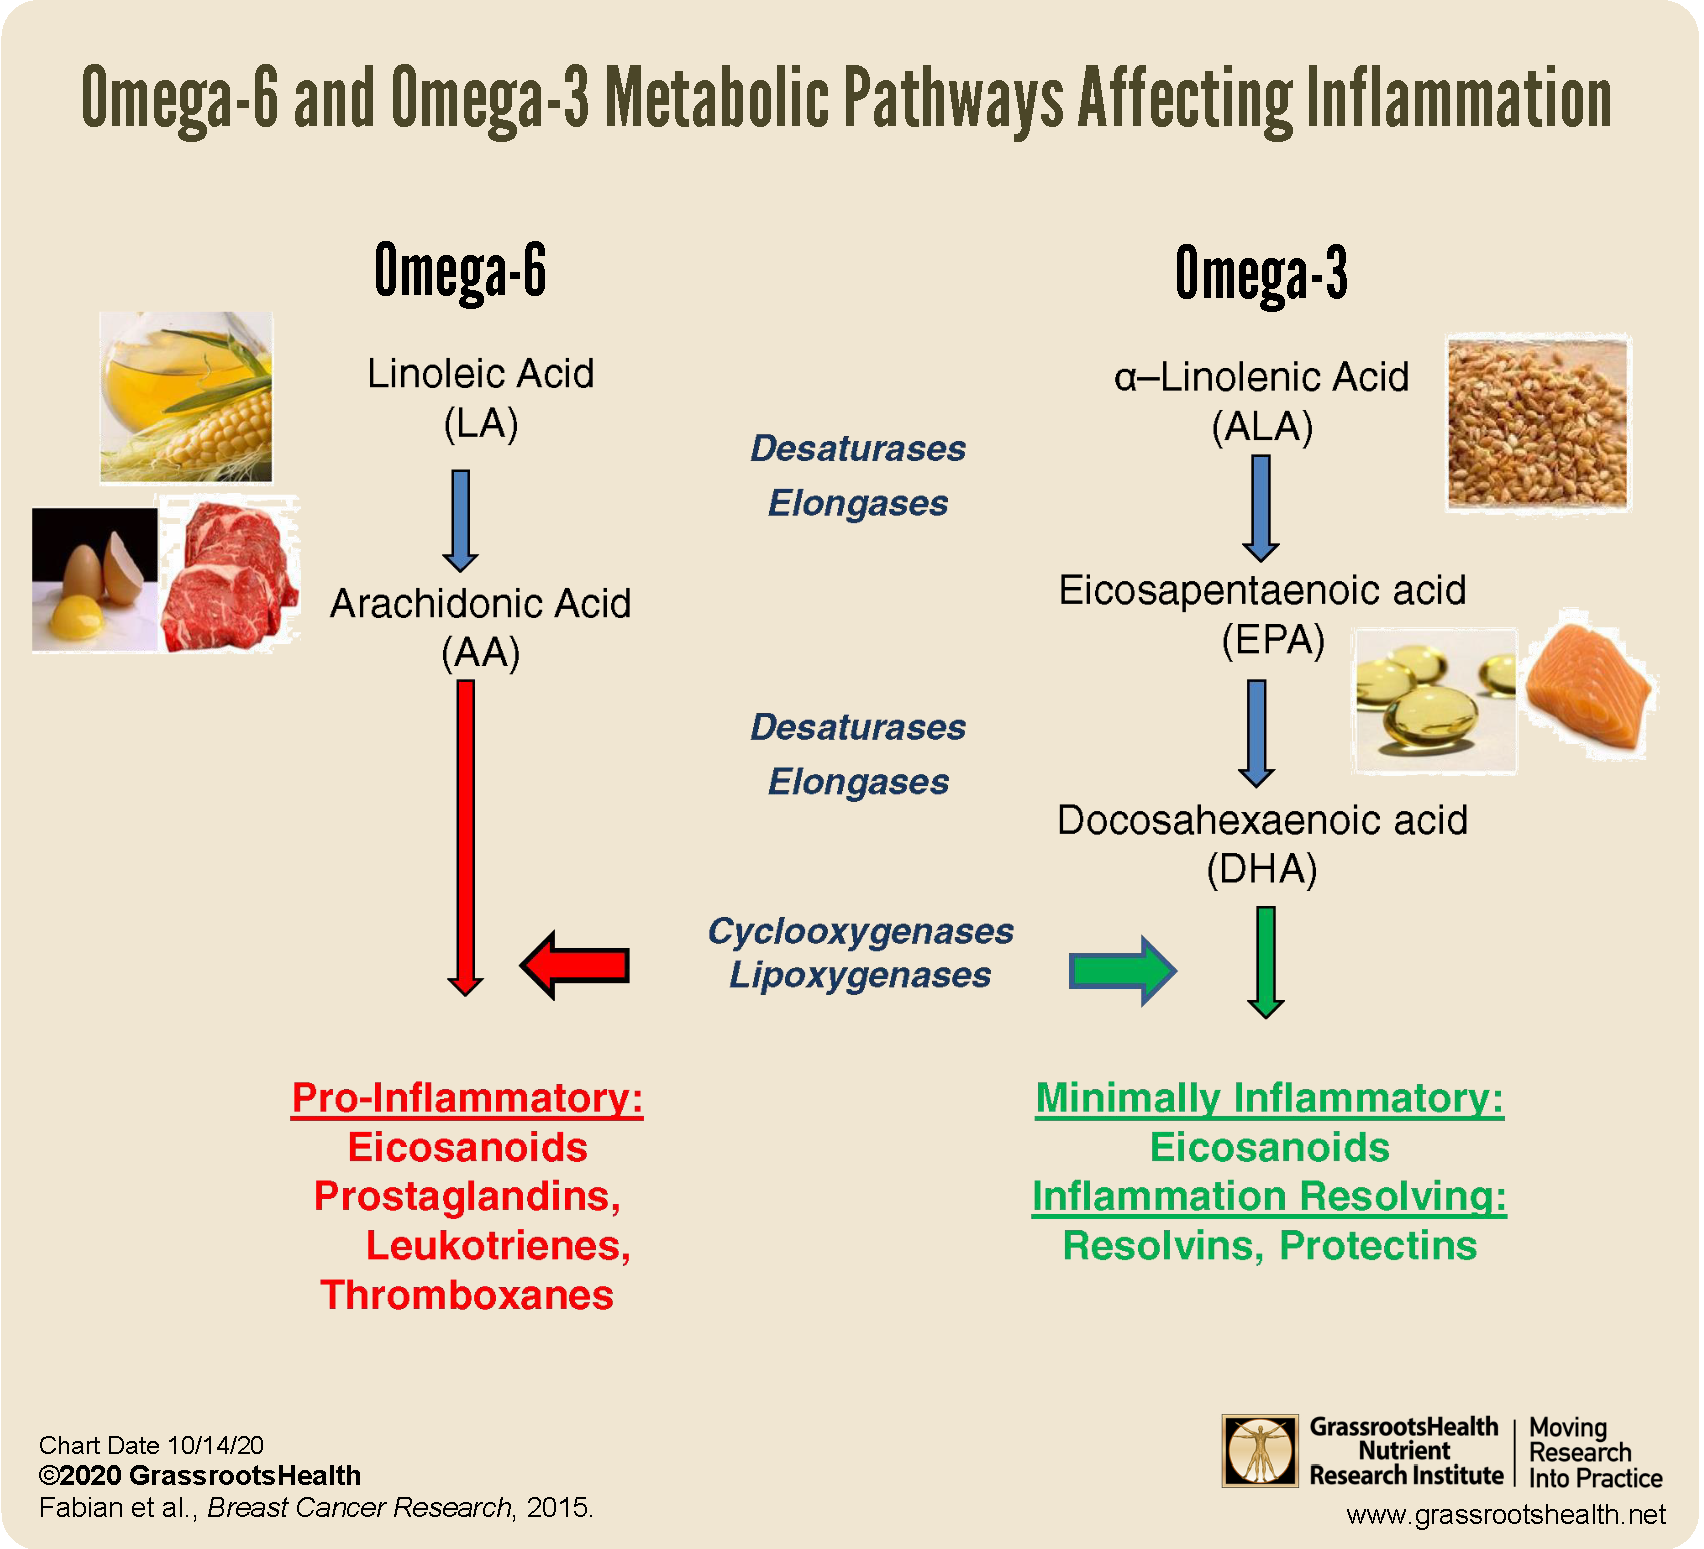 Omega-6 and Omega-3 Metabolic Pathways Affecting Inflammation
Omega-6
Linoleic Acid
(LA)
Arachidonic Acid
(AA)
Desaturases
Elongases
Desaturases
Elongases
Cyclooxygenases
Lipoxygenases
Omega-3
α–Linolenic Acid
(ALA)
Eicosapentaenoic acid
(EPA)
Docosahexaenoic acid
(DHA)
Pro-Inflammatory:
Eicosanoids
Prostaglandins,
Leukotrienes,
Thromboxanes
Minimally Inflammatory:
Eicosanoids
Inflammation Resolving:
Resolvins, Protectins
Chart Date 10/14/20
©2020 GrassrootsHealth
Fabian et al., Breast Cancer Research, 2015.
GrassrootsHealth
Nutrient
Research Institute
Moving
Research
Into Practice
www.grassrootshealth.net